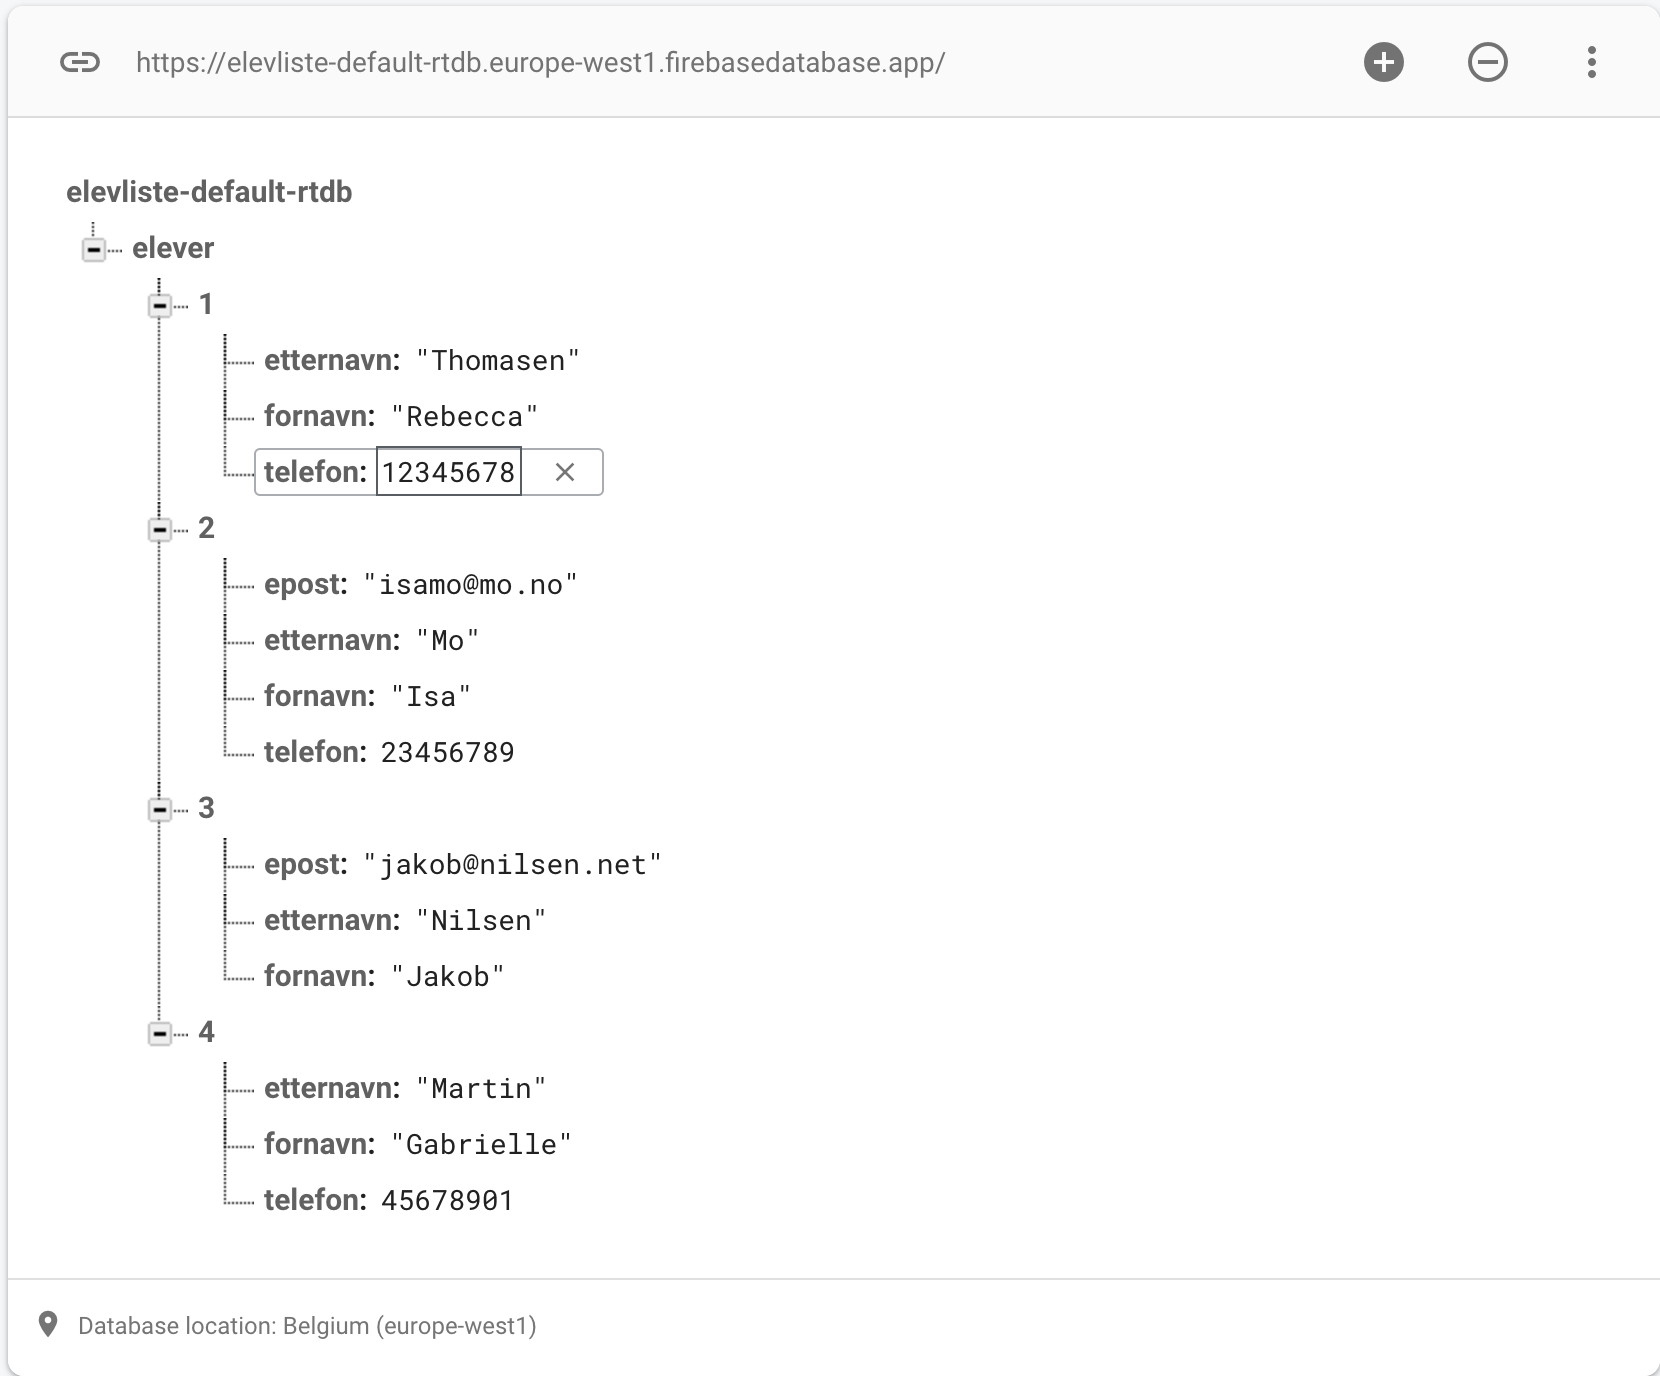 https://elevliste-default-rtdb.europe-west1.firebasedatabase.app/
elevliste-default-rtdb
elever
1
etternavn: "Thomasen"
fornavn: "Rebecca"
telefon: 12345678
2
epost: "isamo@mo.no"
etternavn: "Mo"
fornavn: "Isa"
telefon: 23456789
3
epost: "jakob@nilsen.net"
etternavn: "Nilsen"
fornavn: "Jakob"
4
etternavn: "Martin"
fornavn: "Gabrielle"
telefon: 45678901
Database location: Belgium (europe-west1)